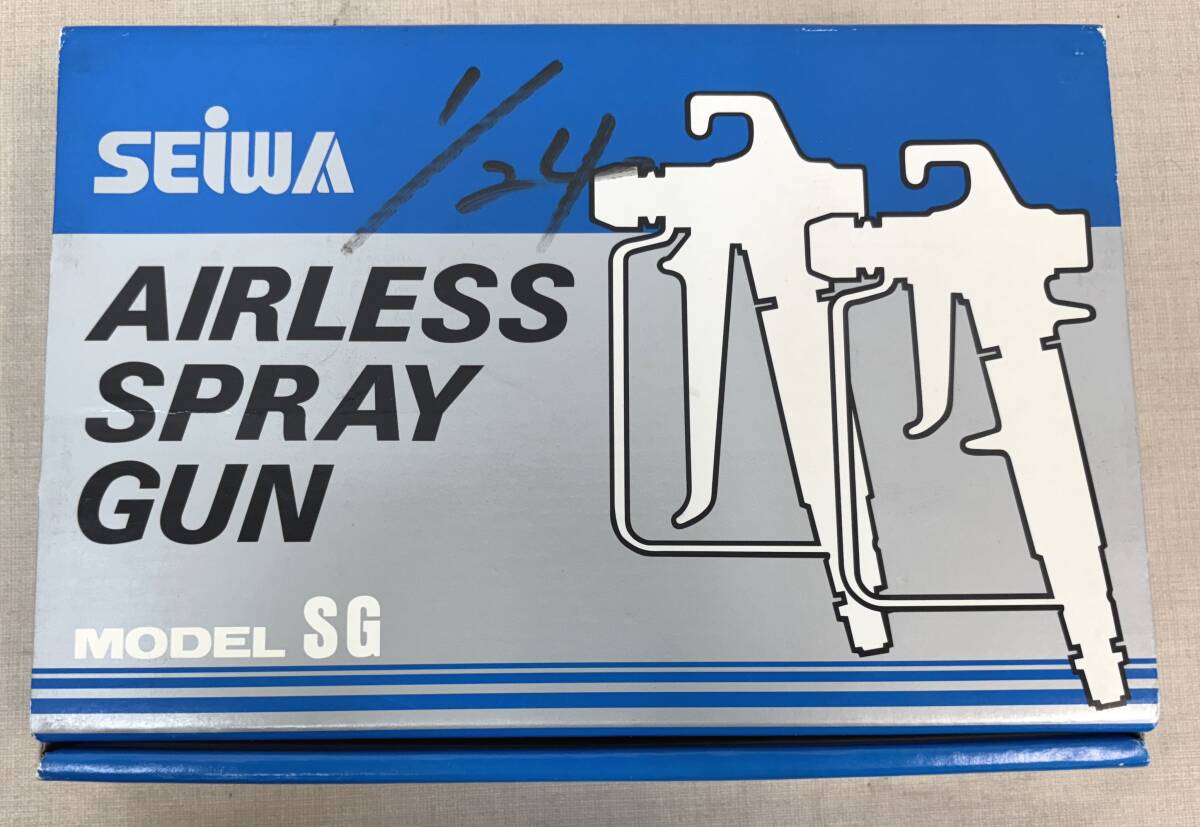 SEiWA
1/24
AIRLESS
SPRAY
GUN
MODEL SG